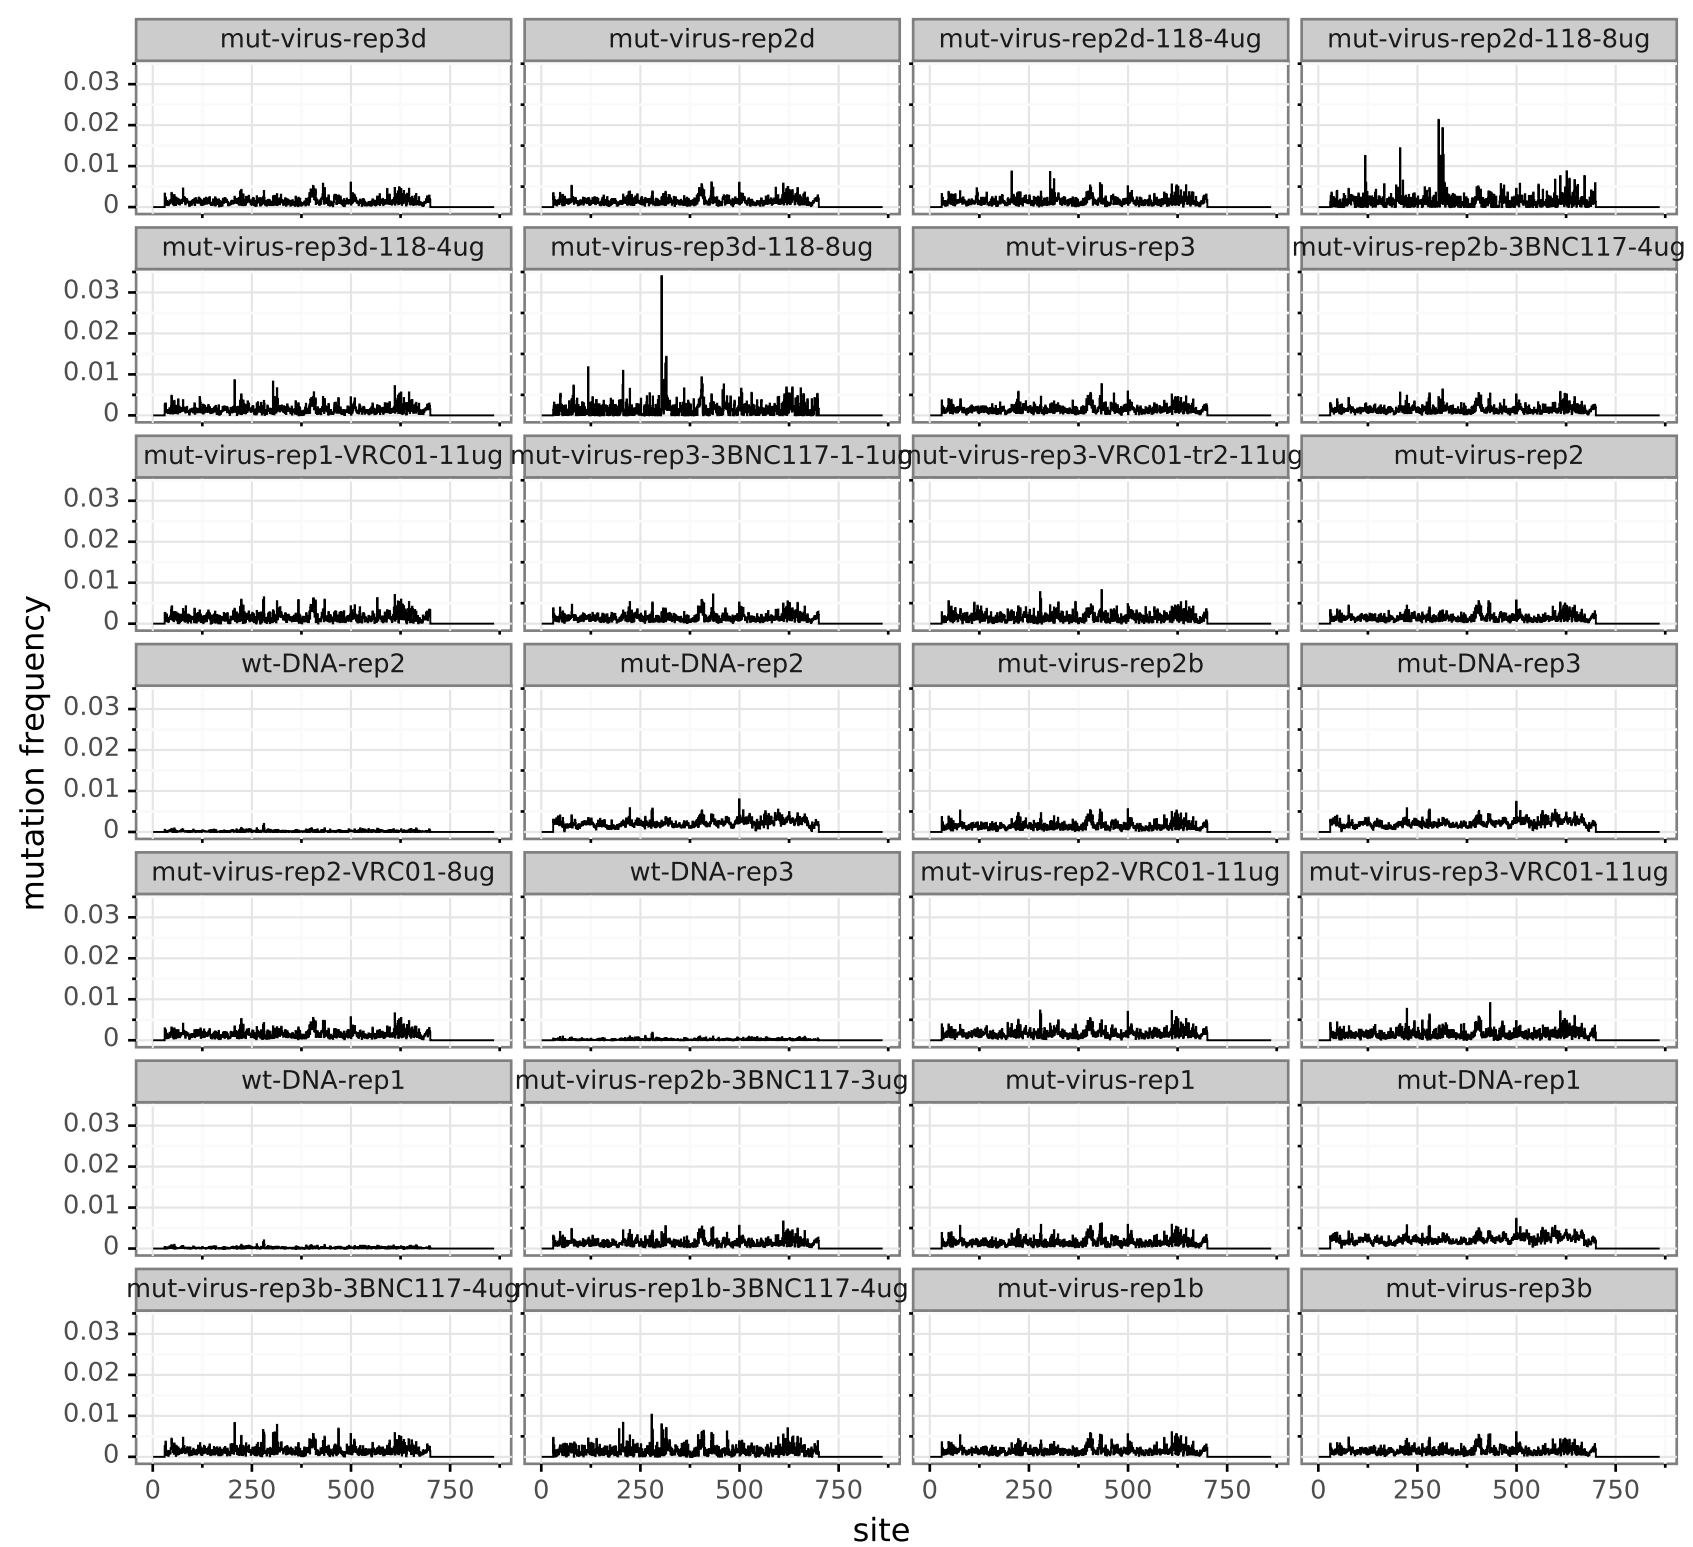 mut-virus-rep3d mut-virus-rep2d mut-virus-rep2d-118-4ug mut-virus-rep2d-118-8ug
0.03
0.02
0.01
0
mut-virus-rep3d-118-4ug mut-virus-rep3d-118-8ug mut-virus-rep3 mut-virus-rep2b-3BNC117-4ug
0.03
0.02
0.01
0
mut-virus-rep1-VRC01-11ug mut-virus-rep3-3BNC117-1-1ug mut-virus-rep3-VRC01-tr2-11ug mut-virus-rep2
0.03
0.02
0.01
0
wt-DNA-rep2 mut-DNA-rep2 mut-virus-rep2b mut-DNA-rep3
0.03
0.02
0.01
0
mut-virus-rep2-VRC01-8ug wt-DNA-rep3 mut-virus-rep2-VRC01-11ug mut-virus-rep3-VRC01-11ug
0.03
0.02
0.01
0
wt-DNA-rep1 mut-virus-rep2b-3BNC117-3ug mut-virus-rep1 mut-DNA-rep1
0.03
0.02
0.01
0
mut-virus-rep3b-3BNC117-4ug mut-virus-rep1b-3BNC117-4ug mut-virus-rep1b mut-virus-rep3b
0.03
0.02
0.01
0
0 250 500 750 0 250 500 750 0 250 500 750 0 250 500 750
site
mutation frequency